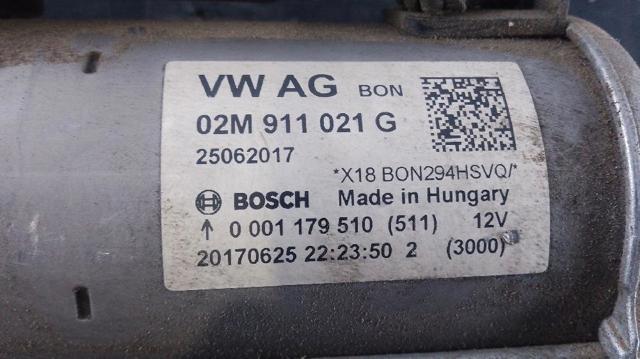 VW AG BON
02M 911 021 G
25062017
*X18 BON294HSVQ/*
BOSCH Made in Hungary
↑ 0 001 179 510 (511) 12V
20170625 22:23:50 2 (3000)